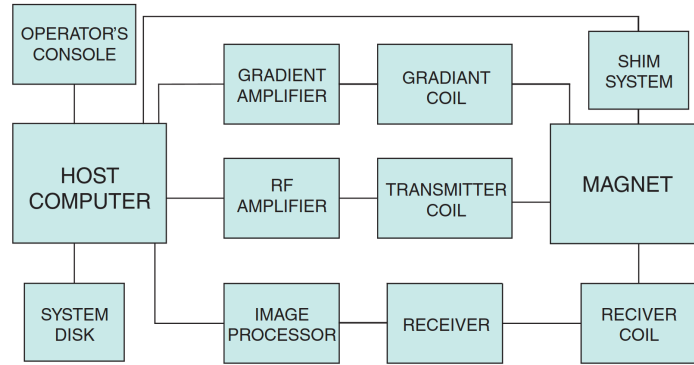 OPERATOR'S
CONSOLE
GRADIENT
AMPLIFIER
GRADIANT
COIL
SHIM
SYSTEM
HOST
COMPUTER
RF
AMPLIFIER
TRANSMITTER
COIL
MAGNET
SYSTEM
DISK
IMAGE
PROCESSOR
RECEIVER
RECIVER
COIL